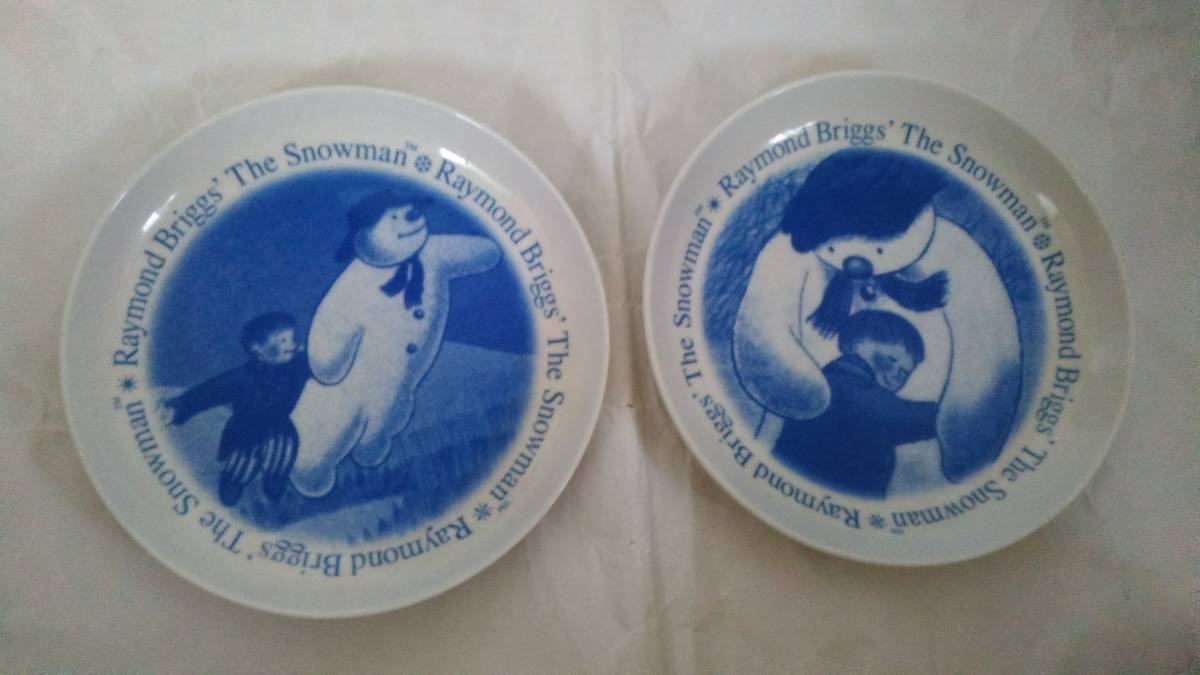 Raymond Briggs' The Snowman™ ❆ Raymond Briggs' The Snowman™ ✳ Raymond Briggs' The Snowman™ ✳
Raymond Briggs' The Snowman™ ❆ Raymond Briggs' The Snowman™ ✳ Raymond Briggs' The Snowman™ ✳